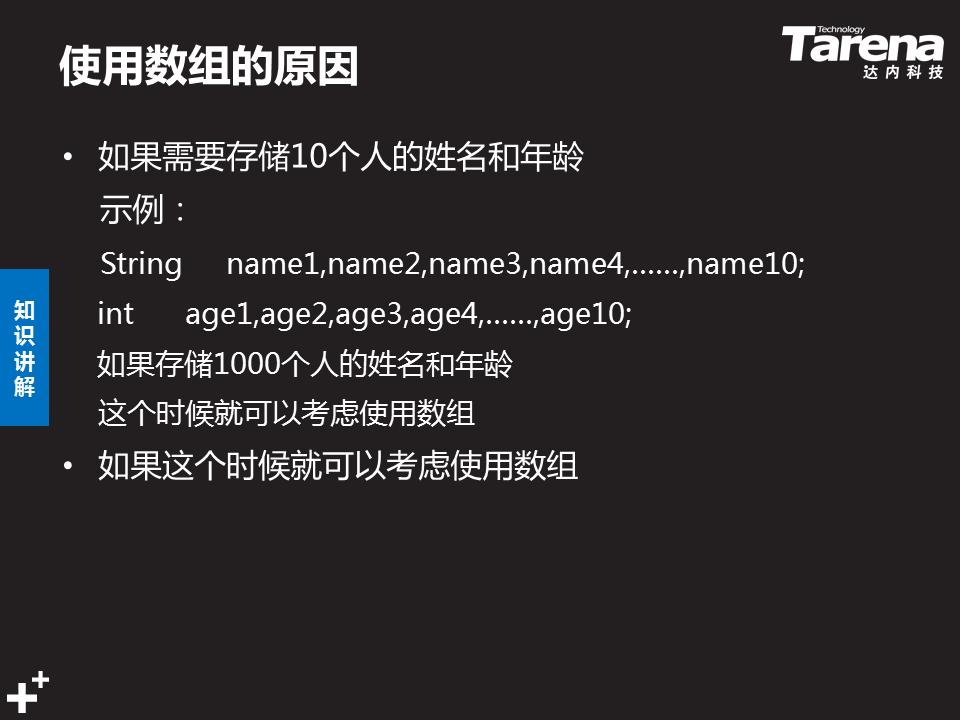 使用数组的原因
Technology
Tarena
达内科技
• 如果需要存储10个人的姓名和年龄
示例：
String name1,name2,name3,name4,……,name10;
int age1,age2,age3,age4,……,age10;
如果存储1000个人的姓名和年龄
这个时候就可以考虑使用数组
• 如果这个时候就可以考虑使用数组
知识讲解